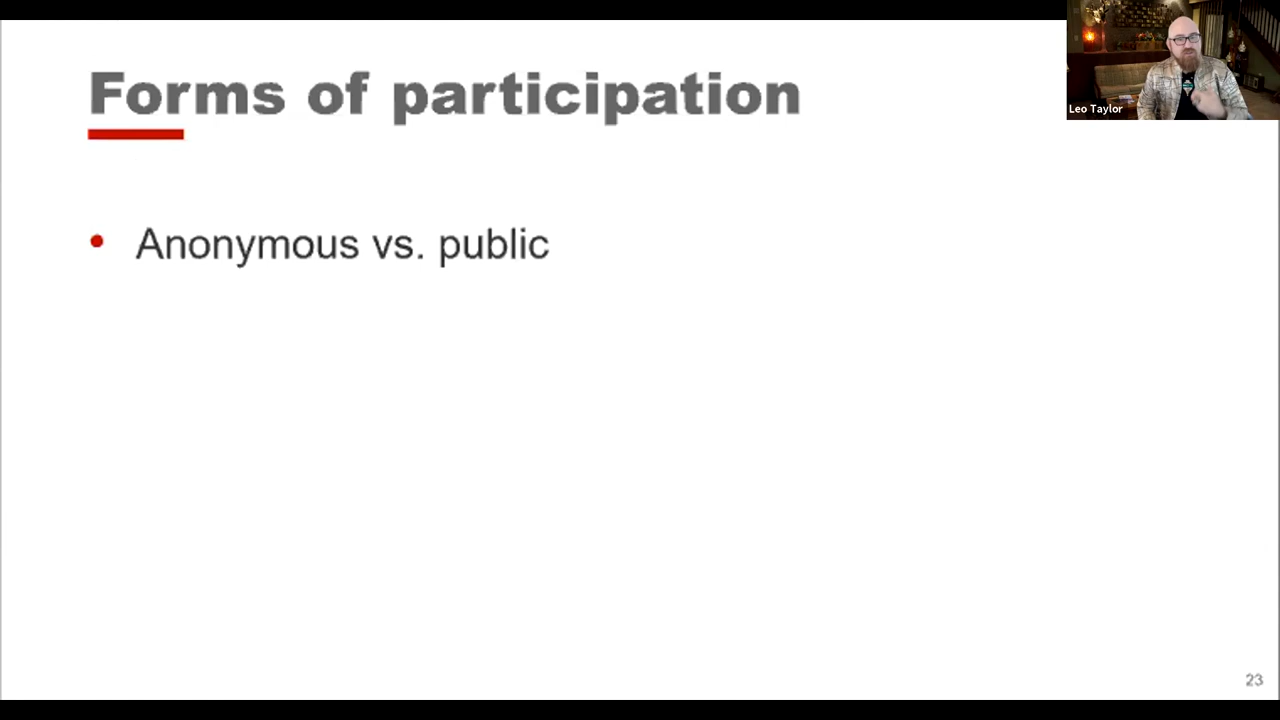 Forms of participation
Leo Taylor
• Anonymous vs. public
23